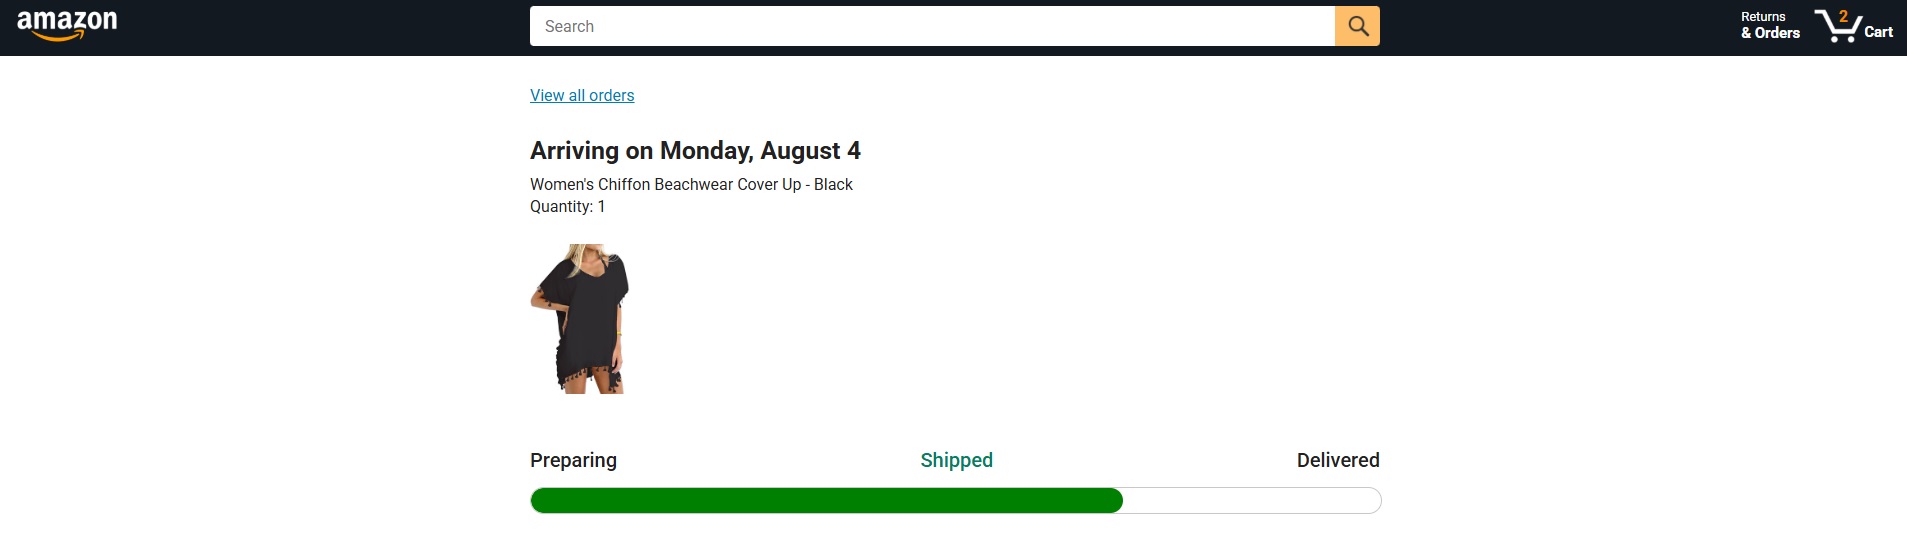 amazon
Search
Returns
& Orders
2
Cart
View all orders
Arriving on Monday, August 4
Women's Chiffon Beachwear Cover Up - Black
Quantity: 1
Preparing
Shipped
Delivered